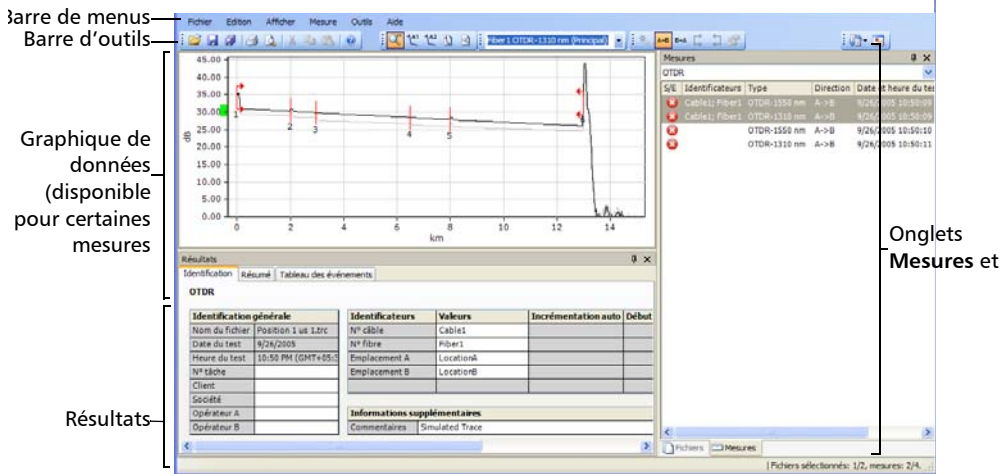 Barre de menus
Barre d'outils
Graphique de
données
(disponible
pour certaines
mesures
Résultats
Fichier Edition Afficher Mesure Outils Aide
Fiber1 OTDR-1310 nm (Principal)
A->B B->A
45.00
40.00
35.00
30.00
25.00
20.00
15.00
10.00
5.00
0.00
dB
1 2 3 4 5
0 2 4 6 8 10 12 14
km
Mesures
OTDR
S/E Identificateurs Type Direction Date et heure du tes
Cable1; Fiber1 OTDR-1550 nm A->B 9/26/2005 10:50:09
Cable1; Fiber1 OTDR-1310 nm A->B 9/26/2005 10:50:09
OTDR-1550 nm A->B 9/26/2005 10:50:10
OTDR-1310 nm A->B 9/26/2005 10:50:11
Onglets
Mesures et
Résultats
Identification Résumé Tableau des événements
OTDR
Identification générale
Nom du fichier Position 1 us 1.trc
Date du test 9/26/2005
Heure du test 10:50 PM (GMT+05:3
N° tâche
Client
Société
Opérateur A
Opérateur B
Identificateurs Valeurs Incrémentation auto Début
N° câble Cable1
N° fibre Fiber1
Emplacement A LocationA
Emplacement B LocationB
Informations supplémentaires
Commentaires Simulated Trace
Fichiers Mesures
Fichiers sélectionnés: 1/2, mesures: 2/4.